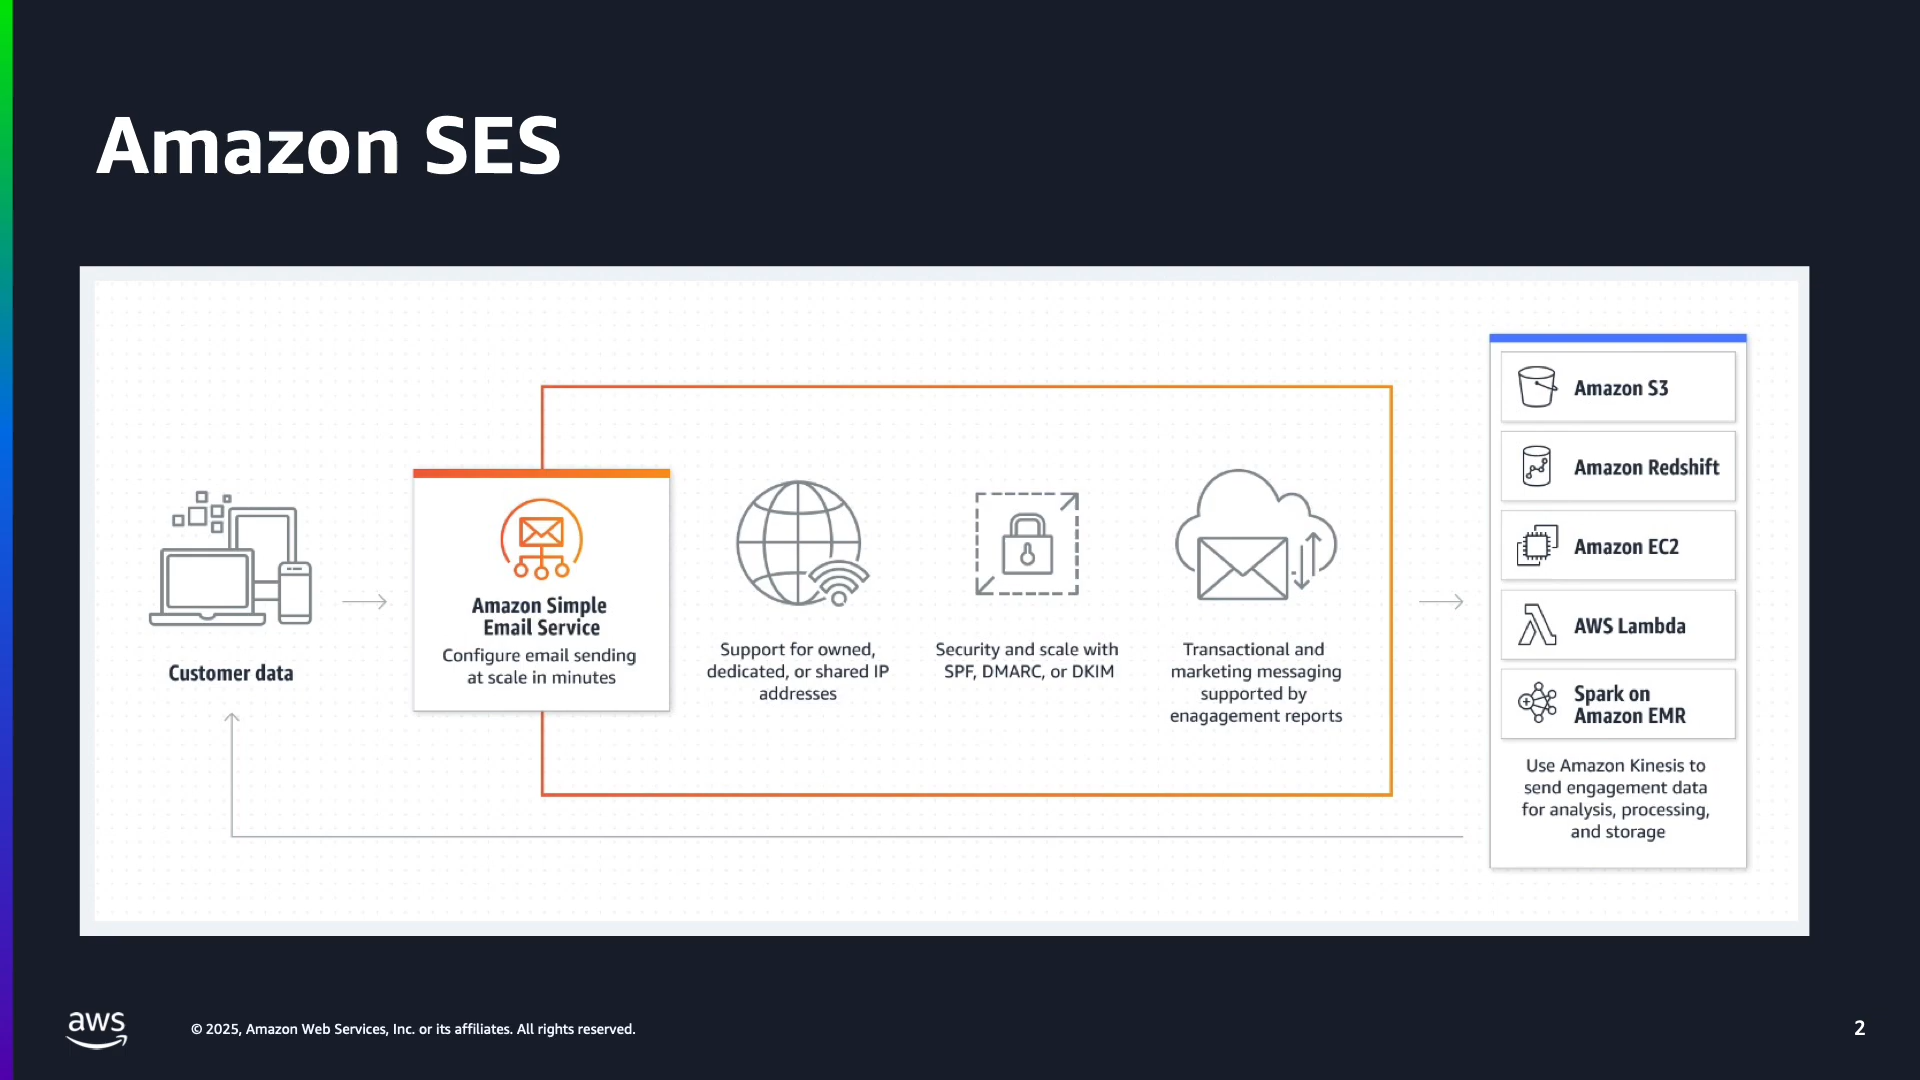 Amazon SES
Customer data
Amazon Simple
Email Service
Configure email sending
at scale in minutes
Support for owned,
dedicated, or shared IP
addresses
Security and scale with
SPF, DMARC, or DKIM
Transactional and
marketing messaging
supported by
enagagement reports
Amazon S3
Amazon Redshift
Amazon EC2
AWS Lambda
Spark on
Amazon EMR
Use Amazon Kinesis to
send engagement data
for analysis, processing,
and storage
aws
© 2025, Amazon Web Services, Inc. or its affiliates. All rights reserved.
2